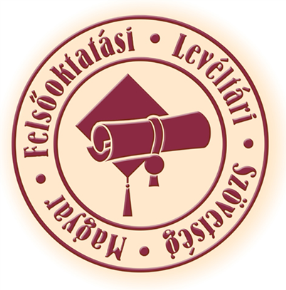 Magyar • Felsőoktatási • Levéltári • Szövetség •